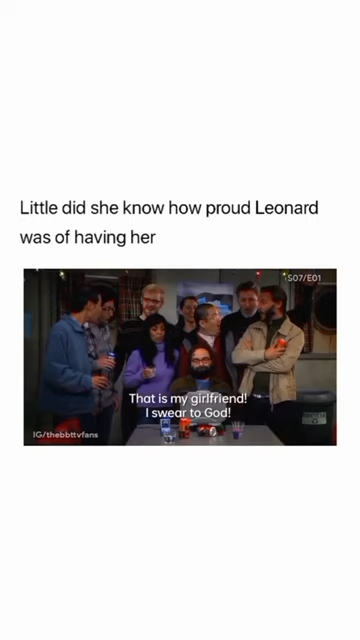 Little did she know how proud Leonard
was of having her
S07/E01
That is my girlfriend!
I swear to God!
IG/thebbttvfans